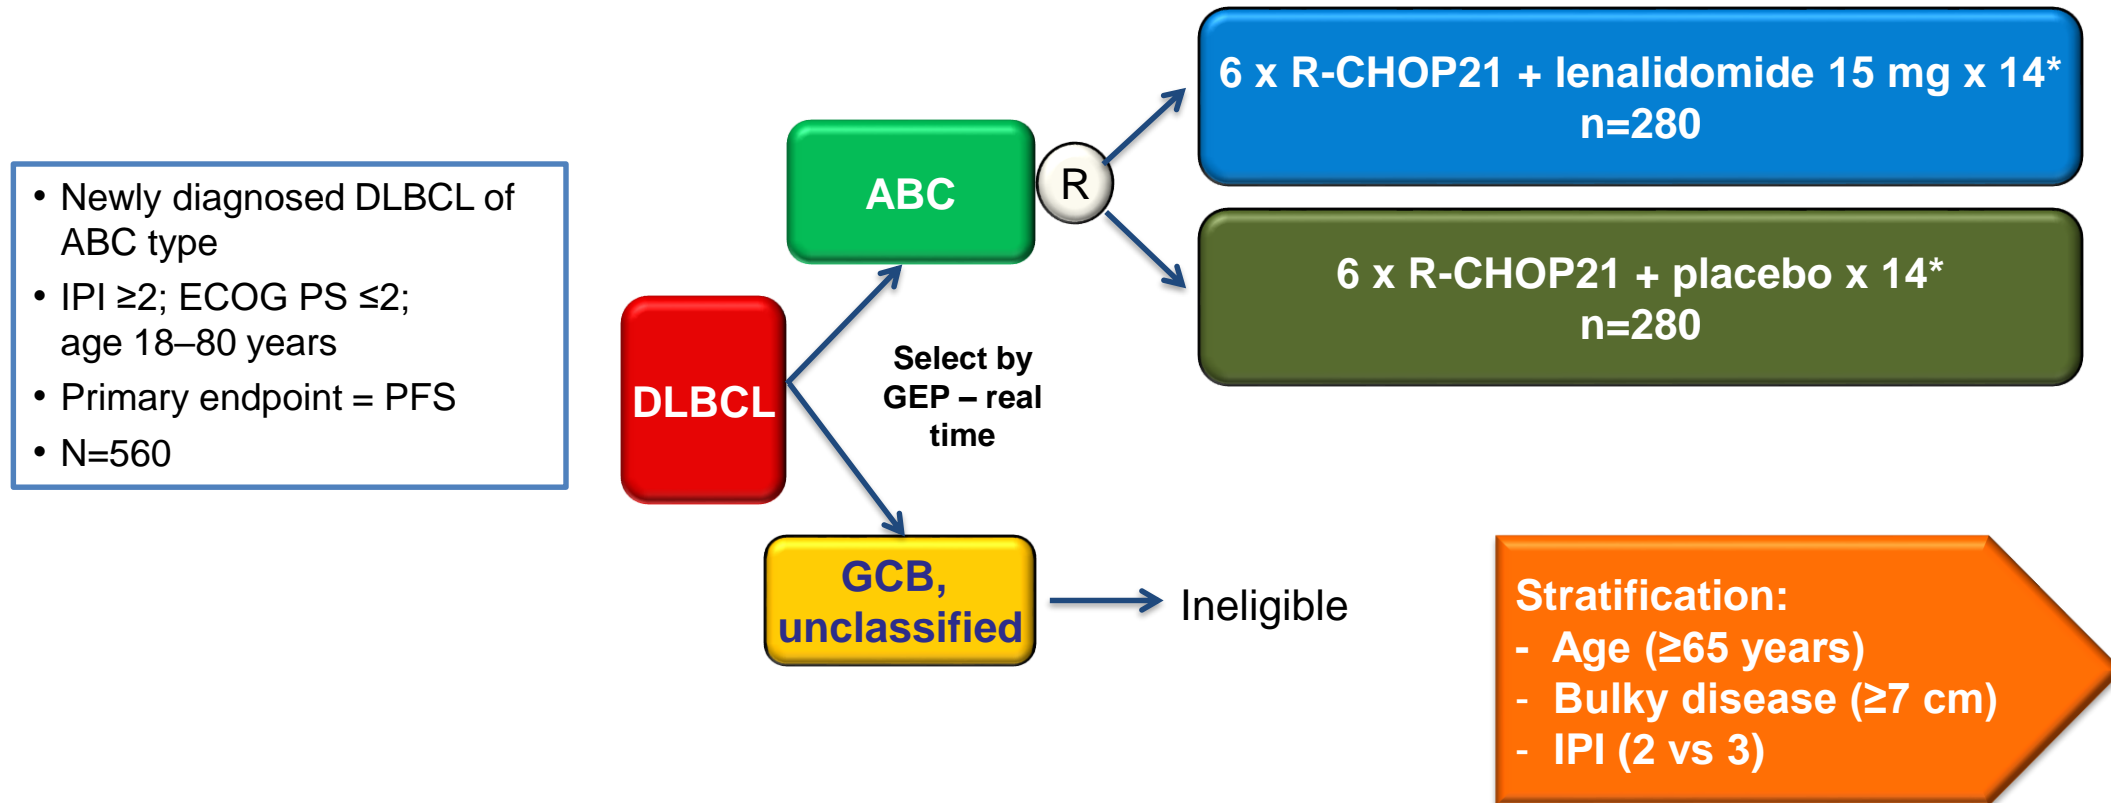 • Newly diagnosed DLBCL of
ABC type
• IPI ≥2; ECOG PS ≤2;
age 18–80 years
• Primary endpoint = PFS
• N=560
DLBCL
ABC
R
Select by
GEP – real
time
GCB,
unclassified
Ineligible
6 x R-CHOP21 + lenalidomide 15 mg x 14*
n=280
6 x R-CHOP21 + placebo x 14*
n=280
Stratification:
- Age (≥65 years)
- Bulky disease (≥7 cm)
- IPI (2 vs 3)